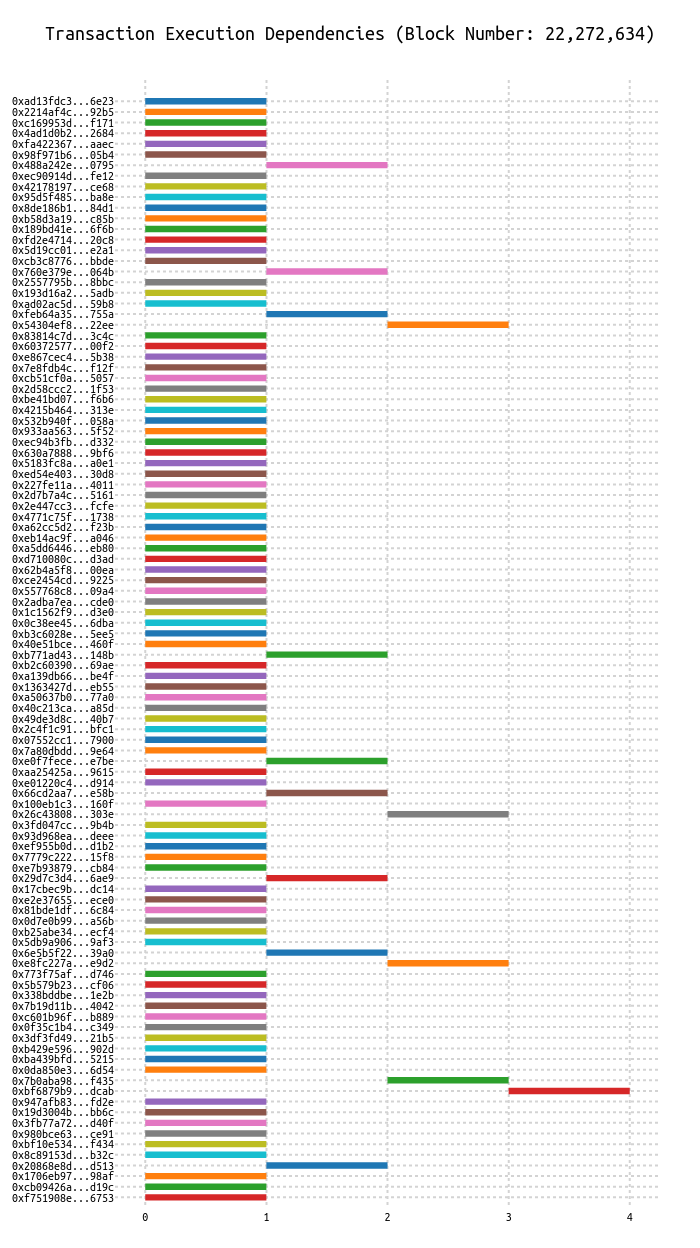 Transaction Execution Dependencies (Block Number: 22,272,634)
0xad13fdc3...6e23
0x2214af4c...92b5
0xc169953d...f171
0x4ad1d0b2...2684
0xfa422367...aaec
0x98f971b6...05b4
0x488a242e...0795
0xec90914d...fe12
0x42178197...ce68
0x95d5f485...ba8e
0x8de186b1...84d1
0xb58d3a19...c85b
0x189bd41e...6f6b
0xfd2e4714...20c8
0x5d19cc01...e2a1
0xcb3c8776...bbde
0x760e379e...064b
0x2557795b...8bbc
0x193d16a2...5adb
0xad02ac5d...59b8
0xfeb64a35...755a
0x54304ef8...22ee
0x83814c7d...3c4c
0x60372577...00f2
0xe867cec4...5b38
0x7e8fdb4c...f12f
0xcb51cf0a...5057
0x2d58ccc2...1f53
0xbe41bd07...f6b6
0x4215b464...313e
0x532b940f...058a
0x933aa563...5f52
0xec94b3fb...d332
0x630a7888...9bf6
0x5183fc8a...a0e1
0xed54e403...30d8
0x227fe11a...4011
0x2d7b7a4c...5161
0x2e447cc3...fcfe
0x4771c75f...1738
0xa62cc5d2...f23b
0xeb14ac9f...a046
0xa5dd6446...eb80
0xd710080c...d3ad
0x62b4a5f8...00ea
0xce2454cd...9225
0x557768c8...09a4
0x2adba7ea...cde0
0x1c1562f9...d3e0
0x0c38ee45...6dba
0xb3c6028e...5ee5
0x40e51bce...460f
0xb771ad43...148b
0xb2c60390...69ae
0xa139db66...be4f
0x1363427d...eb55
0xa50637b0...77a0
0x40c213ca...a85d
0x49de3d8c...40b7
0x2c4f1c91...bfc1
0x07552cc1...7900
0x7a80dbdd...9e64
0xe0f7fece...e7be
0xaa25425a...9615
0xe01220c4...d914
0x66cd2aa7...e58b
0x100eb1c3...160f
0x26c43808...303e
0x3fd047cc...9b4b
0x93d968ea...deee
0xef955b0d...d1b2
0x7779c222...15f8
0xe7b93879...cb84
0x29d7c3d4...6ae9
0x17cbec9b...dc14
0xe2e37655...ece0
0x81bde1df...6c84
0x0d7e0b99...a56b
0xb25abe34...ecf4
0x5db9a906...9af3
0x6e5b5f22...39a0
0xe8fc227a...e9d2
0x773f75af...d746
0x5b579b23...cf06
0x338bddbe...1e2b
0x7b19d11b...4042
0xc601b96f...b889
0x0f35c1b4...c349
0x3df3fd49...21b5
0xb429e596...902d
0xba439bfd...5215
0x0da850e3...6d54
0x7b0aba98...f435
0xbf6879b9...dcab
0x947afb83...fd2e
0x19d3004b...bb6c
0x3fb77a72...d40f
0x980bce63...ce91
0xbf10e534...f434
0x8c89153d...b32c
0x20868e8d...d513
0x1706eb97...98af
0xcb09426a...d19c
0xf751908e...6753
0 1 2 3 4